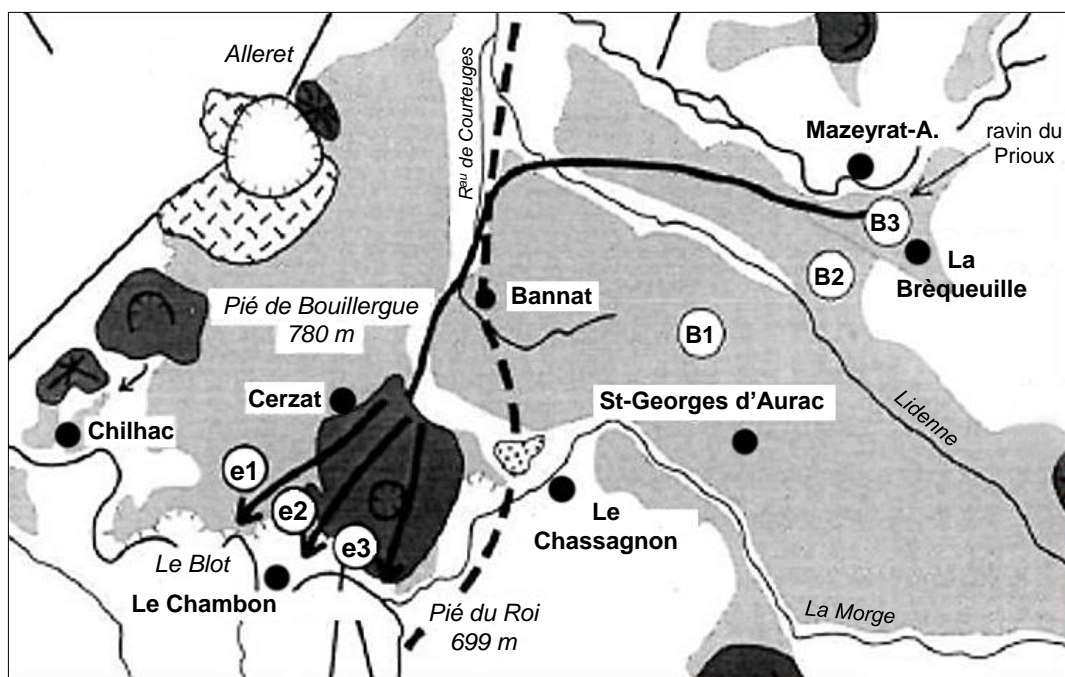 Alleret
Rau de Courteuges
Mazeyrat-A.
ravin du
Prioux
B3
La
Brèqueuille
B2
Bannat
B1
Pié de Bouillergue
780 m
Cerzat
St-Georges d'Aurac
Lidenne
Chilhac
e1
e2
e3
Le
Chassagnon
Le Blot
Le Chambon
Pié du Roi
699 m
La Morge